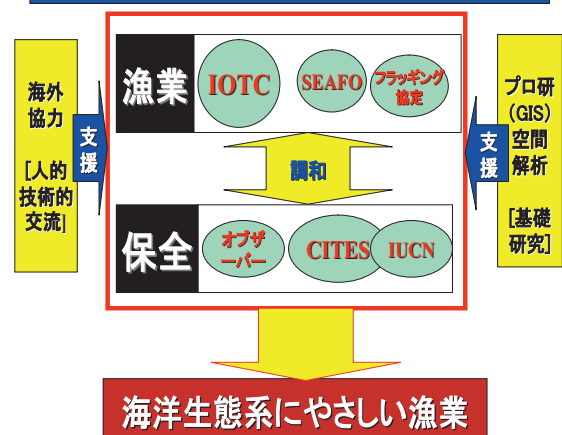 海外
協力
[人的
技術的
交流]
支
援
漁業
IOTC
SEAFO
フラッギング
協定
調和
保全
オブザ
ーバー
CITES
IUCN
支
援
プロ研
(GIS)
空間
解析
[基礎
研究]
海洋生態系にやさしい漁業